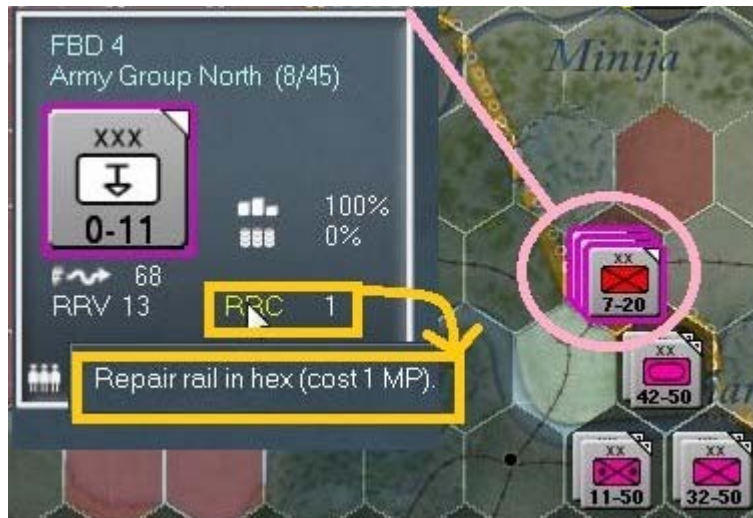 FBD 4
Army Group North (8/45)
XXX
0-11
100%
0%
F 68
RRV 13 RRC 1
Repair rail in hex (cost 1 MP).
Minija
XX
7-20
XX
42-50
XX
11-50
XX
32-50